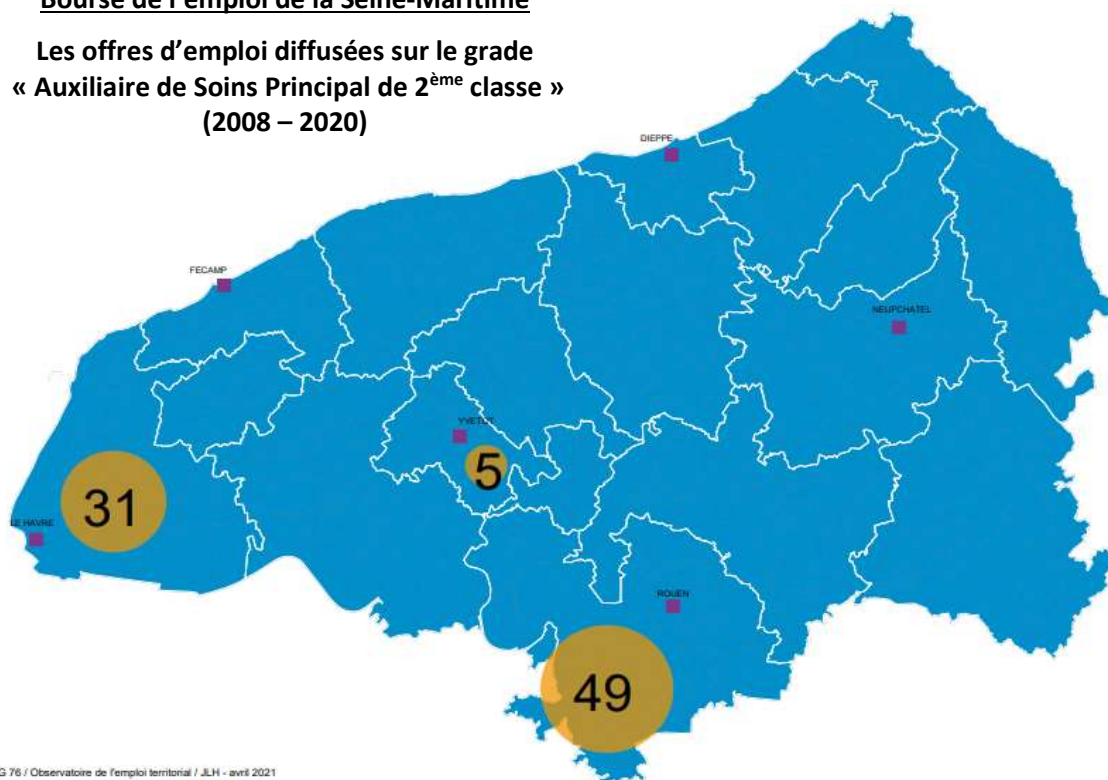 Bourse de l'emploi de la Seine-Maritime
Les offres d'emploi diffusées sur le grade
« Auxiliaire de Soins Principal de 2ème classe »
(2008 – 2020)
DIEPPE
FECAMP
NEUFCHATEL
YVETOT
5
31
LE HAVRE
ROUEN
49
G 76 / Observatoire de l'emploi territorial / JLH - avril 2021